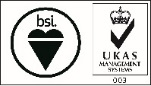 bsi.
UKAS
MANAGEMENT
SYSTEMS
003